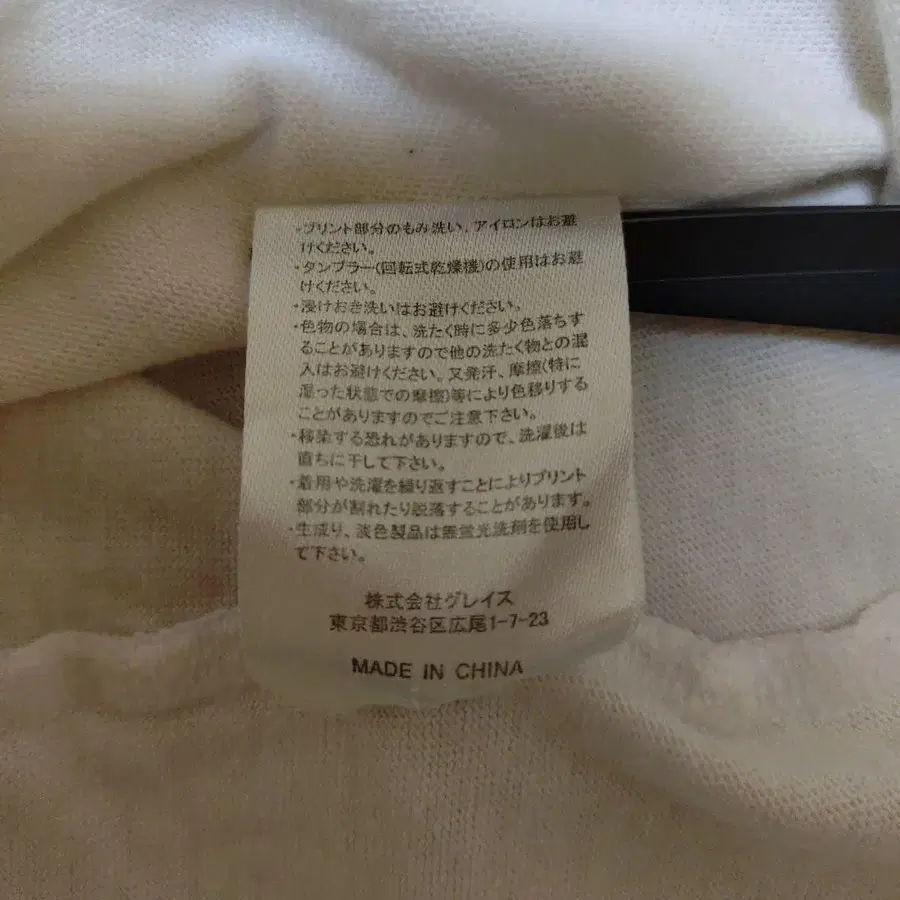 ・プリント部分のもみ洗い、アイロンはお避
けください。
・タンブラー(回転式乾燥機)の使用はお避
けください。
・浸けおき洗いはお避けください。
・色物の場合は、洗たく時に多少色落ちす
ることがありますので他の洗たく物との混
入はお避けください。又発汗、摩擦(特に
湿った状態での摩擦)等により色移りする
ことがありますのでご注意下さい。
・移染する恐れがありますので、洗濯後は
直ちに干して下さい。
・着用や洗濯を繰り返すことによりプリント
部分が割れたり脱落することがあります。
・生成り、淡色製品は無蛍光洗剤を使用し
て下さい。
株式会社グレイス
東京都渋谷区広尾1-7-23
MADE IN CHINA